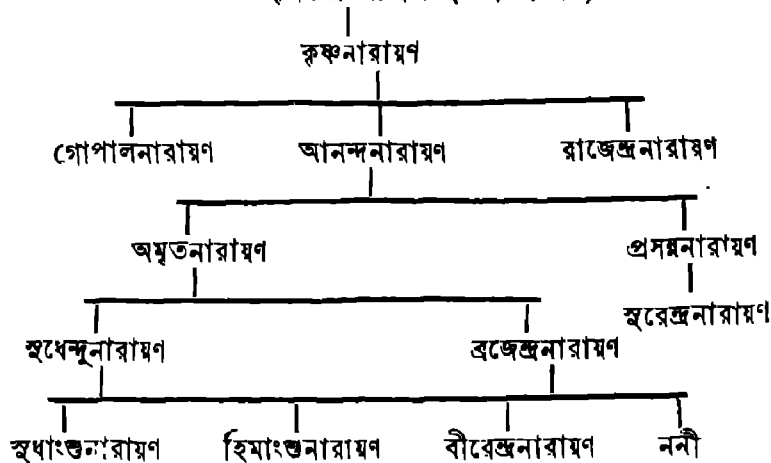 কৃষ্ণনারায়ণ
গোপালনারায়ণ আনন্দনারায়ণ রাজেন্দ্রনারায়ণ
অমৃতনারায়ণ প্রসন্ননারায়ণ
সুরেন্দ্রনারায়ণ
সুধেন্দুনারায়ণ ব্রজেন্দ্রনারায়ণ
সুধাংশুনারায়ণ হিমাংশুনারায়ণ বীরেন্দ্রনারায়ণ ননী